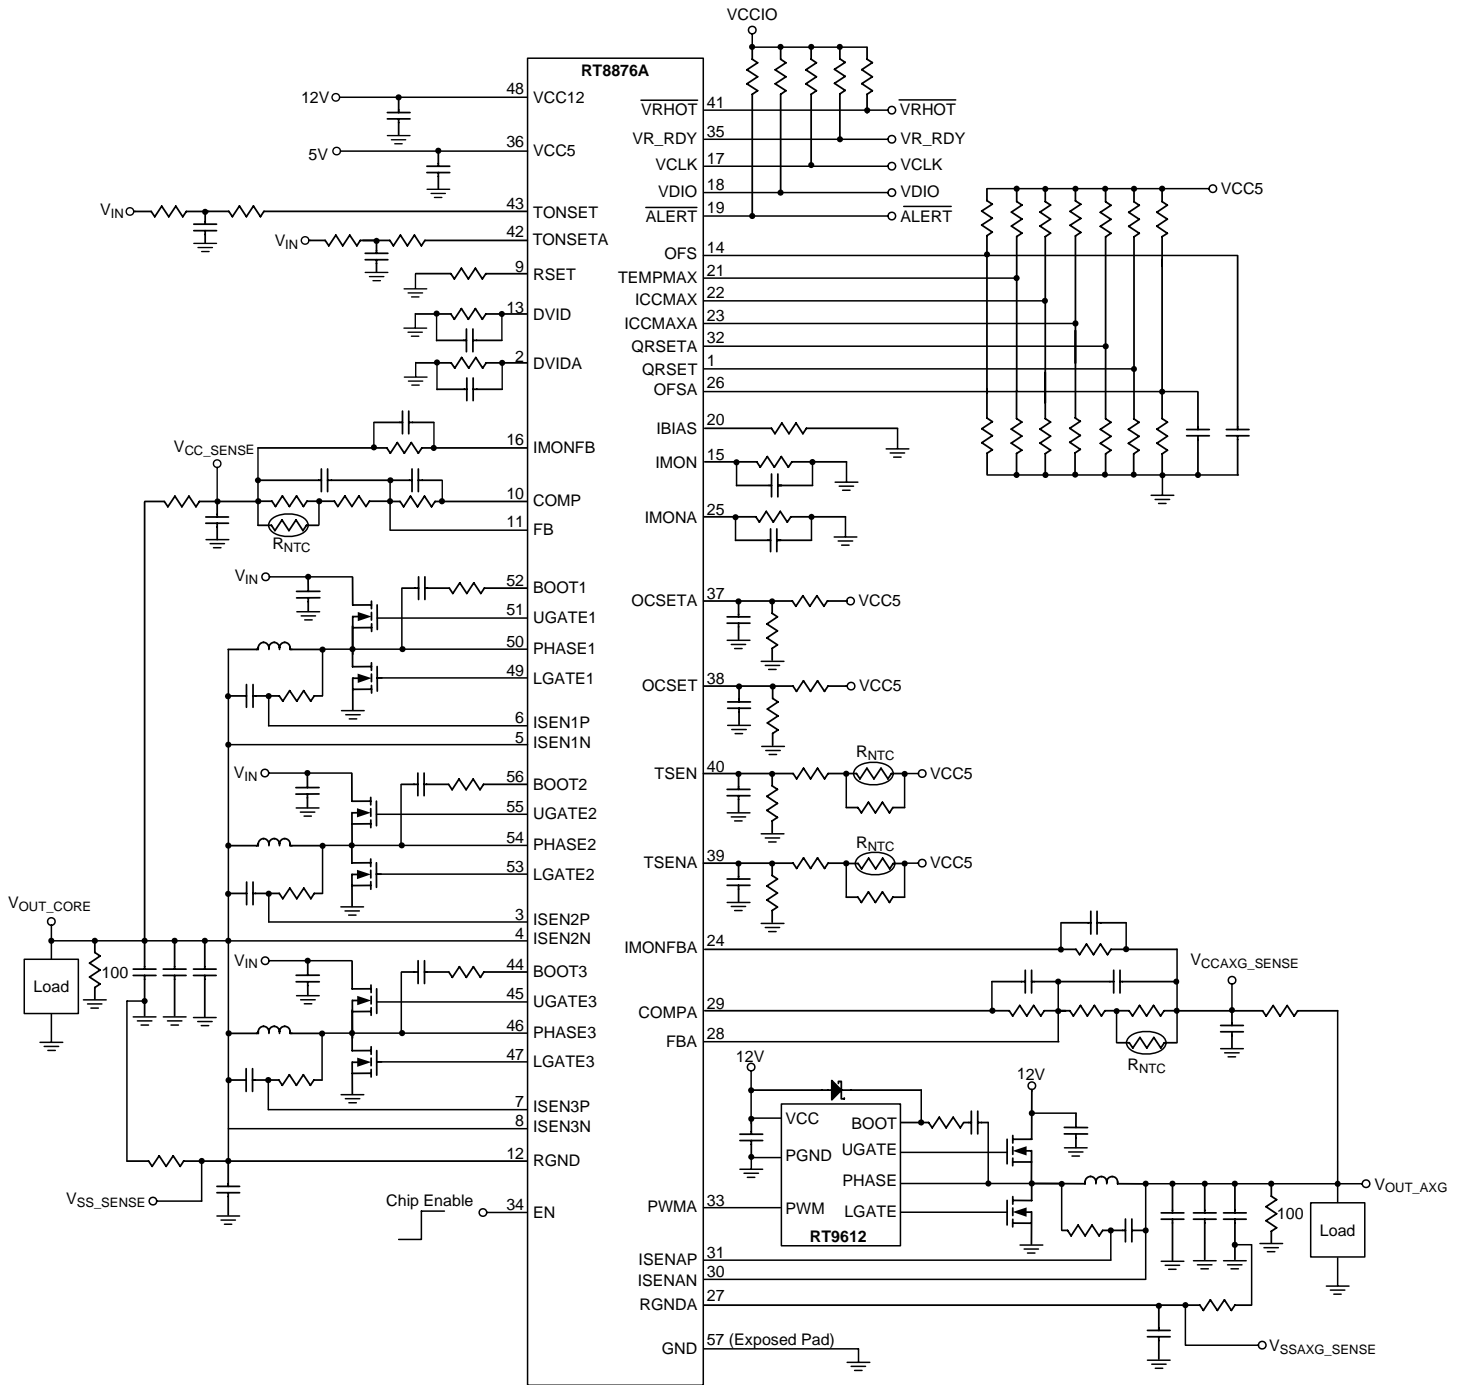 VCCIO
RT8876A
12V
48
VCC12
5V
36
VCC5
VIN
43
TONSET
VIN
42
TONSETA
9
RSET
13
DVID
2
DVIDA
VCC_SENSE
16
IMONFB
10
COMP
11
FB
RNTC
VIN
52
BOOT1
51
UGATE1
50
PHASE1
49
LGATE1
6
ISEN1P
5
ISEN1N
VIN
56
BOOT2
55
UGATE2
54
PHASE2
53
LGATE2
3
ISEN2P
4
ISEN2N
VOUT_CORE
Load
100
VIN
44
BOOT3
45
UGATE3
46
PHASE3
47
LGATE3
7
ISEN3P
8
ISEN3N
12
RGND
VSS_SENSE
Chip Enable
34
EN
VRHOT
41
VRHOT
VR_RDY
35
VR_RDY
VCLK
17
VCLK
VDIO
18
VDIO
ALERT
19
ALERT
VCC5
OFS
14
TEMPMAX
21
ICCMAX
22
ICCMAXA
23
QRSETA
32
QRSET
1
OFSA
26
IBIAS
20
IMON
15
IMONA
25
OCSETA
37
VCC5
OCSET
38
VCC5
TSEN
40
RNTC
VCC5
TSENA
39
RNTC
VCC5
IMONFBA
24
VCCAXG_SENSE
COMPA
29
FBA
28
RNTC
12V
12V
VCC
BOOT
PGND
UGATE
PHASE
PWMA
33
PWM
LGATE
RT9612
VOUT_AXG
100
Load
ISENAP
31
ISENAN
30
RGNDA
27
VSSAXG_SENSE
GND
57 (Exposed Pad)